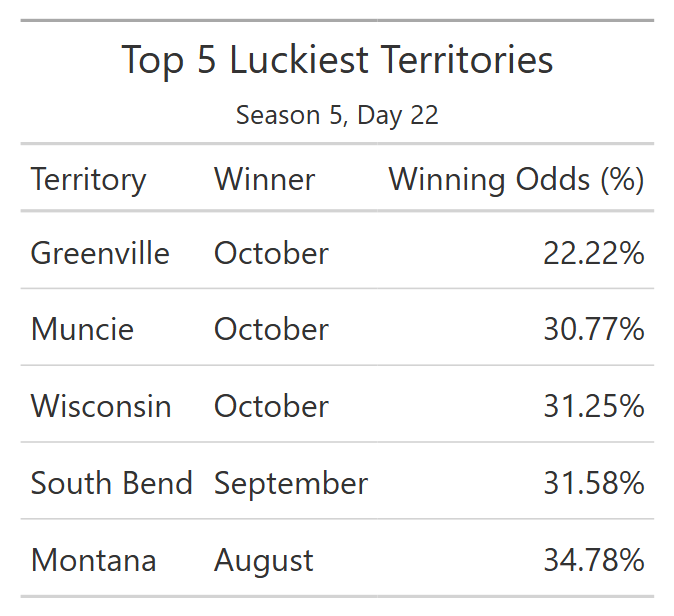 Top 5 Luckiest Territories
Season 5, Day 22
Territory Winner Winning Odds (%)
Greenville October 22.22%
Muncie October 30.77%
Wisconsin October 31.25%
South Bend September 31.58%
Montana August 34.78%